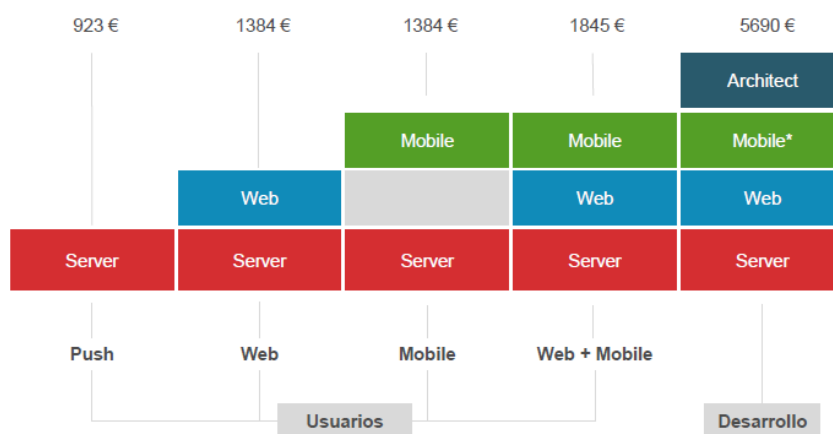 923 € 1384 € 1384 € 1845 € 5690 €
Architect
Mobile Mobile Mobile*
Web Web Web
Server Server Server Server Server
Push Web Mobile Web + Mobile
Usuarios Desarrollo